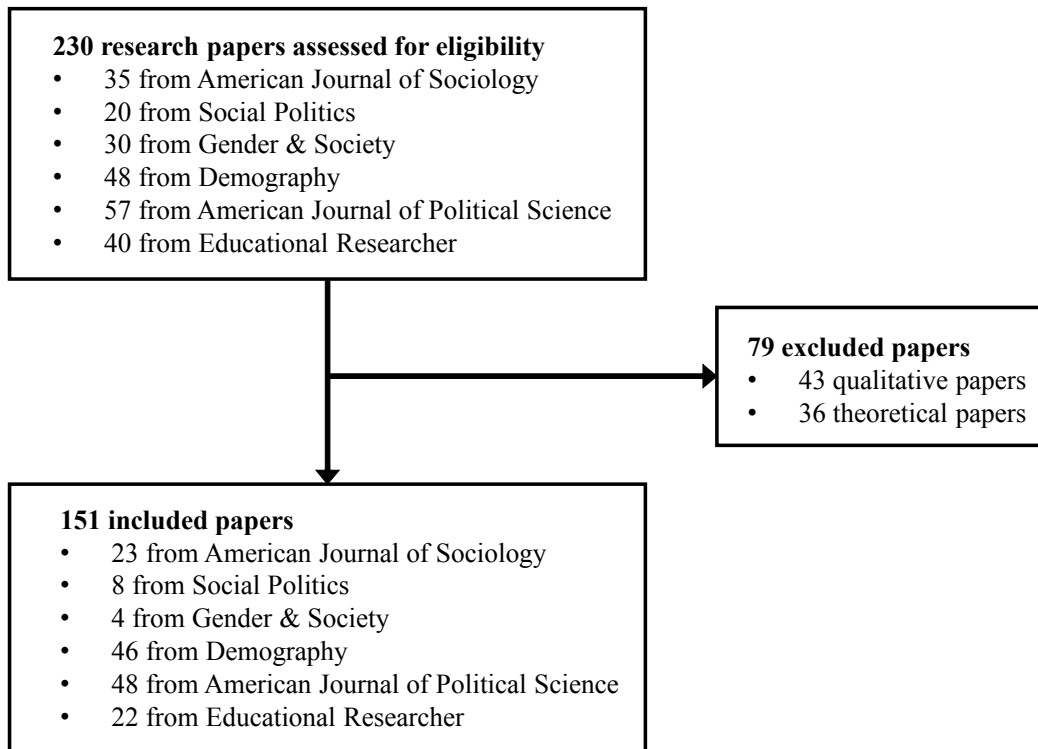 230 research papers assessed for eligibility
• 35 from American Journal of Sociology
• 20 from Social Politics
• 30 from Gender & Society
• 48 from Demography
• 57 from American Journal of Political Science
• 40 from Educational Researcher
79 excluded papers
• 43 qualitative papers
• 36 theoretical papers
151 included papers
• 23 from American Journal of Sociology
• 8 from Social Politics
• 4 from Gender & Society
• 46 from Demography
• 48 from American Journal of Political Science
• 22 from Educational Researcher